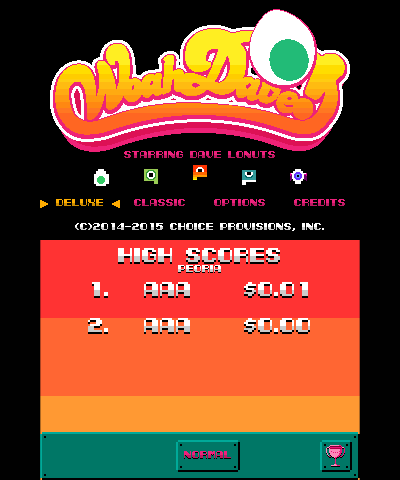 Woah Dave!
STARRING DAVE LONUTS
DELUXE CLASSIC OPTIONS CREDITS
(C)2014-2015 CHOICE PROVISIONS, INC.
HIGH SCORES
PEORIA
1. AAA $0.01
2. AAA $0.00
NORMAL